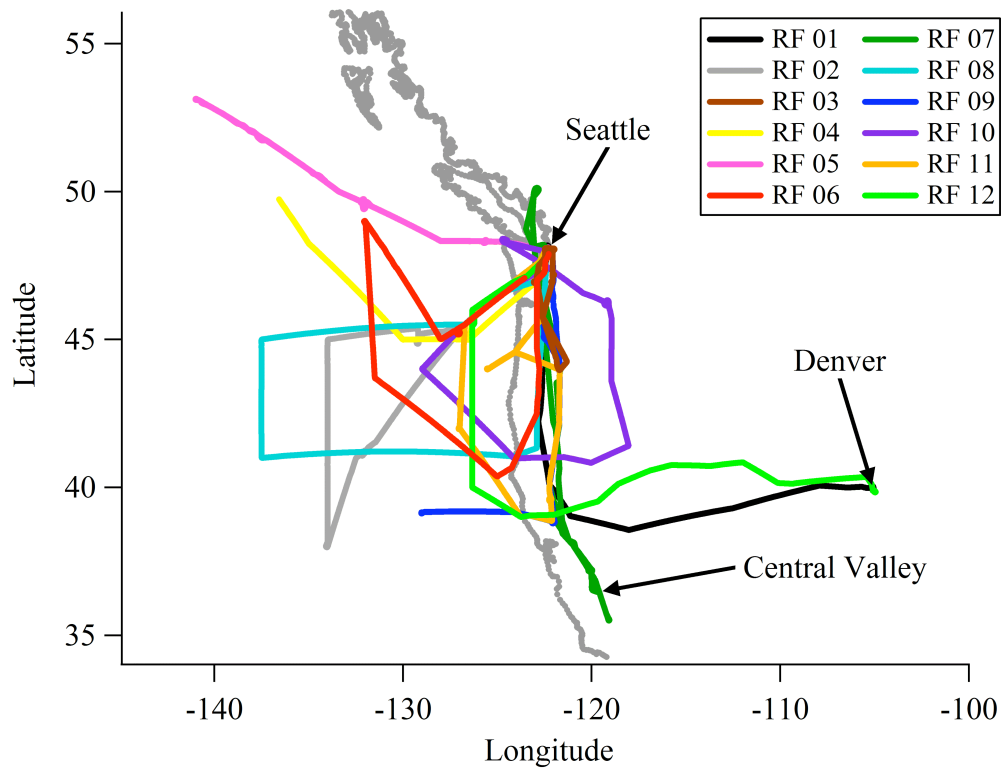 55
50
45
40
35
Latitude
-140
-130
-120
-110
-100
Longitude
RF 01
RF 02
RF 03
RF 04
RF 05
RF 06
RF 07
RF 08
RF 09
RF 10
RF 11
RF 12
Seattle
Denver
Central Valley